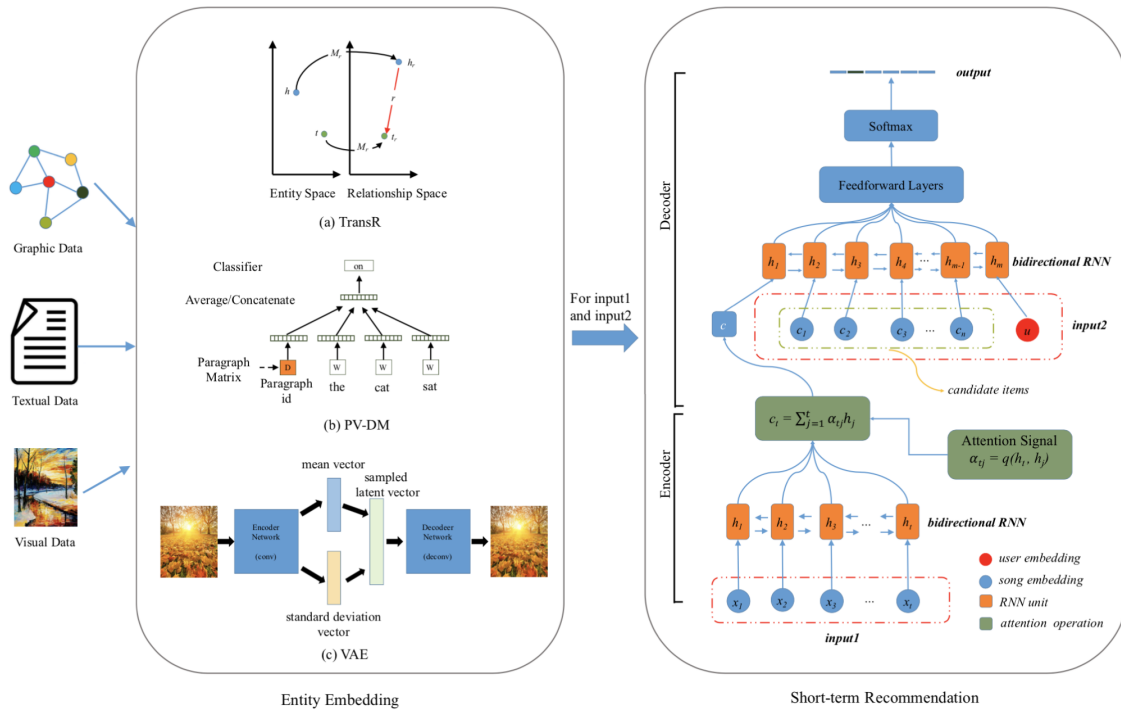 Graphic Data
Textual Data
Visual Data
M_r
h_r
h
r
t
t_r
M_r
Entity Space
Relationship Space
(a) TransR
Classifier
on
Average/Concatenate
Paragraph
Matrix
D
W
W
W
Paragraph
id
the
cat
sat
(b) PV-DM
mean vector
sampled
latent vector
Encoder
Network
(conv)
Decodeer
Network
(deconv)
standard deviation
vector
(c) VAE
Entity Embedding
For input1
and input2
Decoder
output
Softmax
Feedforward Layers
h_1
h_2
h_3
h_4
...
h_{m-1}
h_m
bidirectional RNN
c
c_1
c_2
c_3
...
c_n
u
input2
candidate items
Encoder
c_t = ∑_{j=1}^{t} α_{tj} h_j
Attention Signal
α_{tj} = q(h_t, h_j)
h_1
h_2
h_3
...
h_t
bidirectional RNN
x_1
x_2
x_3
...
x_t
input1
user embedding
song embedding
RNN unit
attention operation
Short-term Recommendation